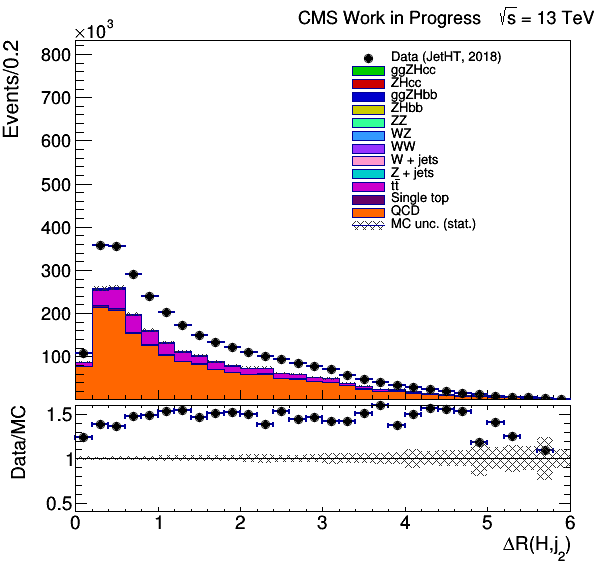 CMS Work in Progress √s = 13 TeV
×10³
Events/0.2
800
700
600
500
400
300
200
100
Data (JetHT, 2018)
ggZHcc
ZHcc
ggZHbb
ZHbb
ZZ
WZ
WW
W + jets
Z + jets
tt̄
Single top
QCD
MC unc. (stat.)
Data/MC
1.5
1
0.5
0 1 2 3 4 5 6
ΔR(H,j₂)